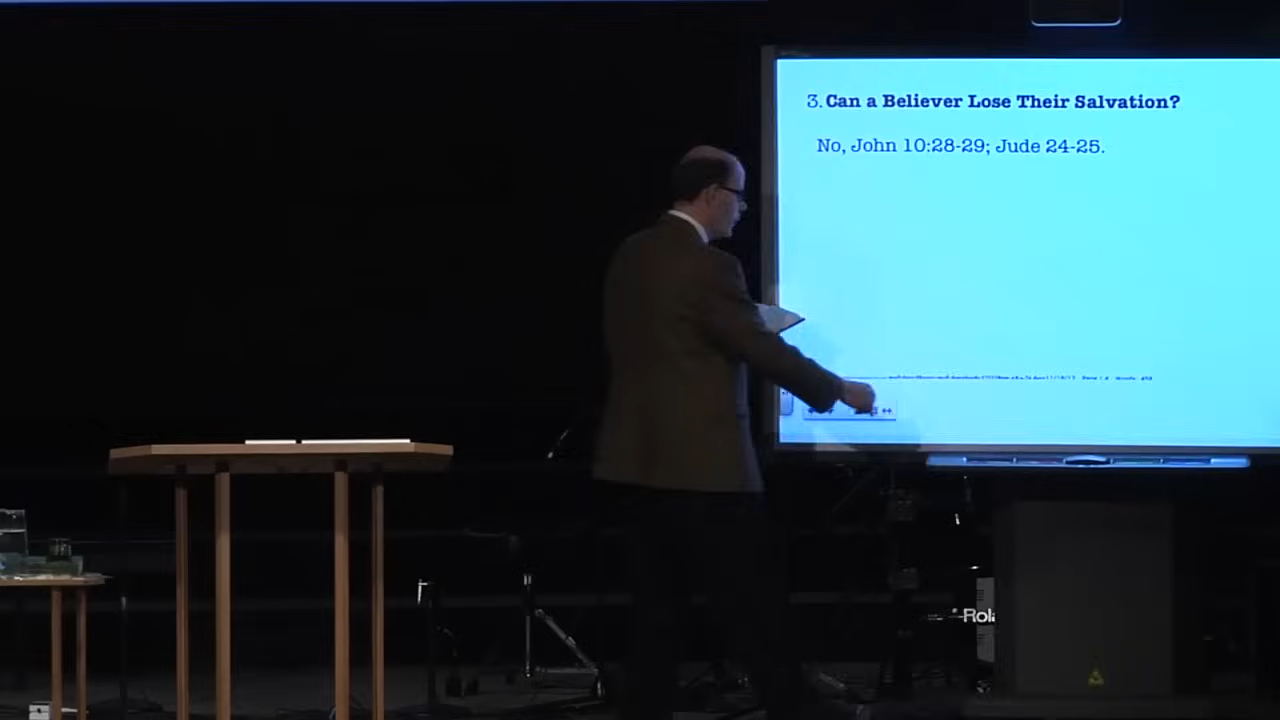 3. Can a Believer Lose Their Salvation?
No, John 10:28-29; Jude 24-25.
Rola